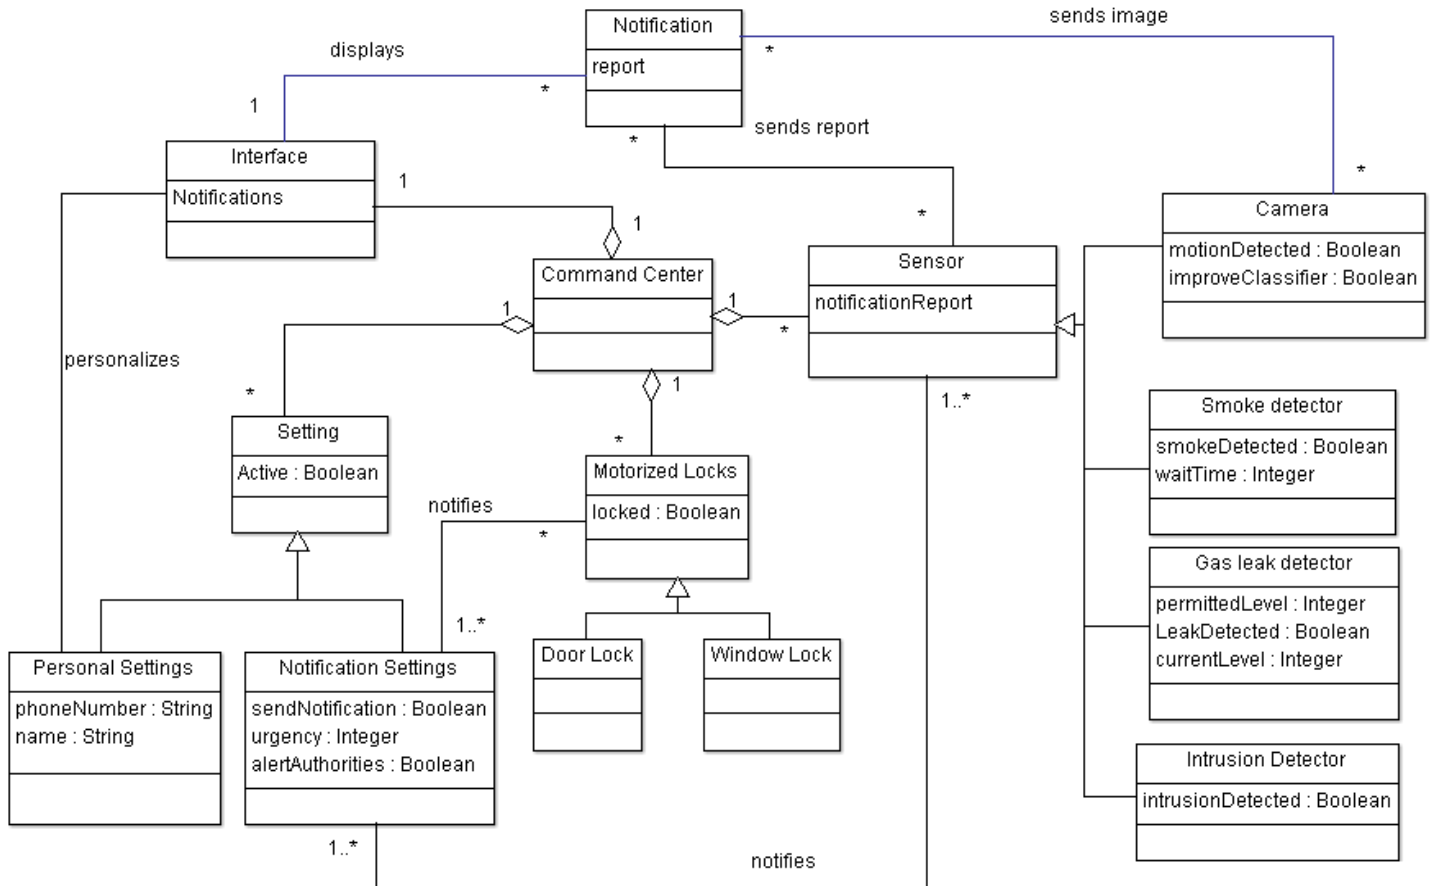 sends image
Notification
*
displays
report
*
1
sends report
*
Interface
1
*
Notifications
*
Camera
1
motionDetected : Boolean
improveClassifier : Boolean
Command Center
Sensor
1
notificationReport
1
*
personalizes
*
1
1..*
Setting
*
Smoke detector
smokeDetected : Boolean
waitTime : Integer
Active : Boolean
Motorized Locks
notifies
locked : Boolean
*
Gas leak detector
permittedLevel : Integer
LeakDetected : Boolean
currentLevel : Integer
1..*
Personal Settings
Notification Settings
Door Lock
Window Lock
phoneNumber : String
name : String
sendNotification : Boolean
urgency : Integer
alertAuthorities : Boolean
Intrusion Detector
intrusionDetected : Boolean
1..*
notifies